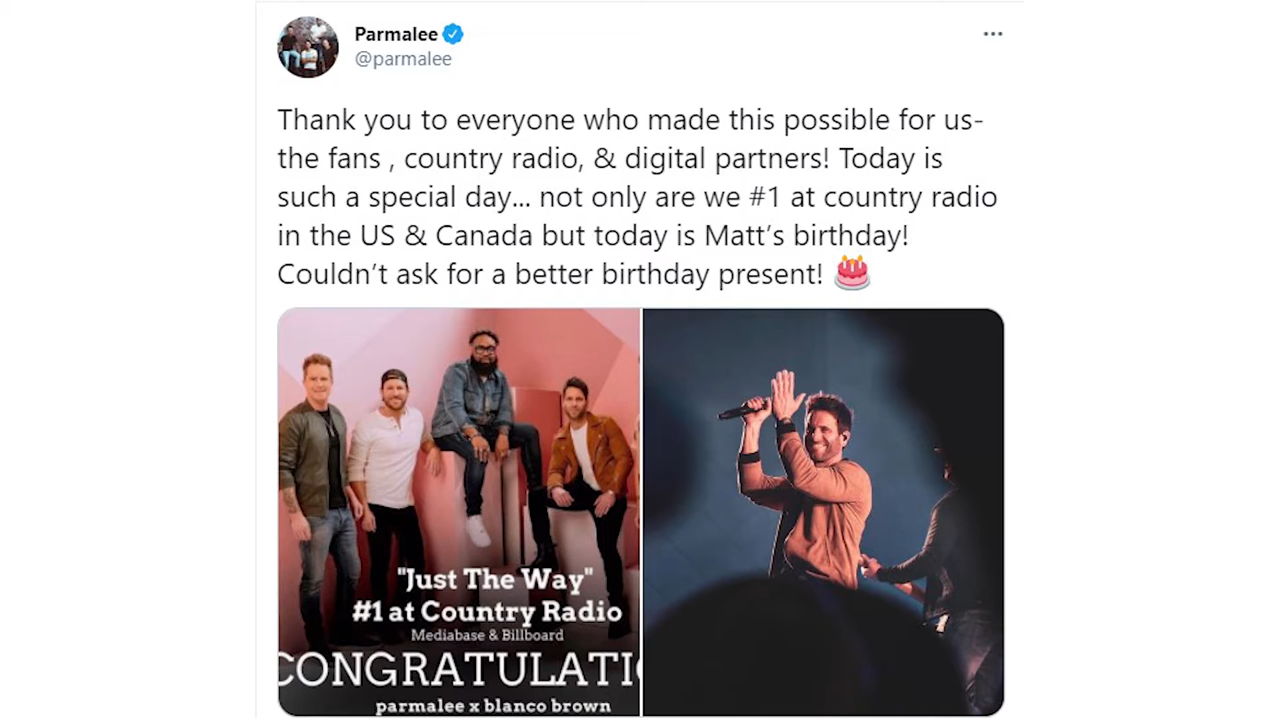 Parmalee
@parmalee
Thank you to everyone who made this possible for us-
the fans , country radio, & digital partners! Today is
such a special day... not only are we #1 at country radio
in the US & Canada but today is Matt’s birthday!
Couldn’t ask for a better birthday present! 🎂
"Just The Way"
#1 at Country Radio
Mediabase & Billboard
CONGRATULATI
parmalee x blanco brown